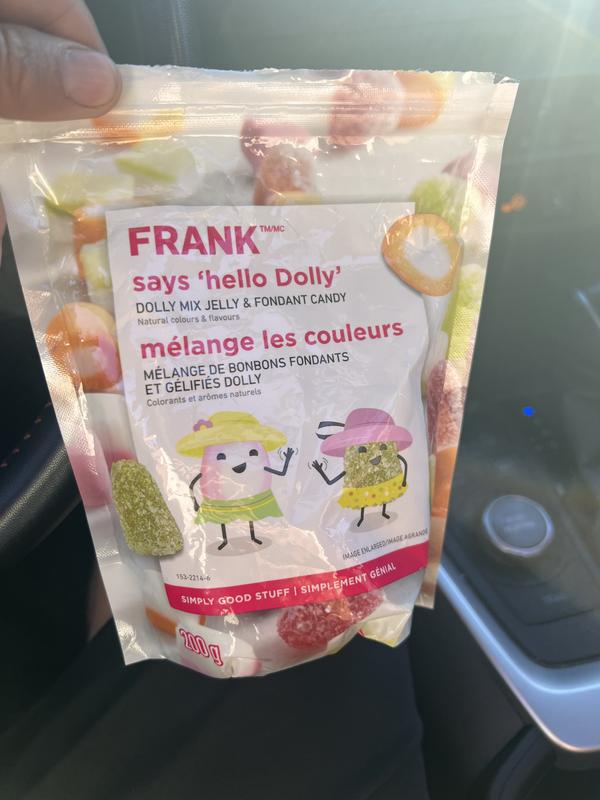 FRANK™/MC
says 'hello Dolly'
DOLLY MIX JELLY & FONDANT CANDY
Natural colours & flavours
mélange les couleurs
MÉLANGE DE BONBONS FONDANTS
ET GÉLIFIÉS DOLLY
Colorants et arômes naturels
IMAGE ENLARGED/IMAGE AGRANDIE
153-2214-6
SIMPLY GOOD STUFF | SIMPLEMENT GÉNIAL
200 g